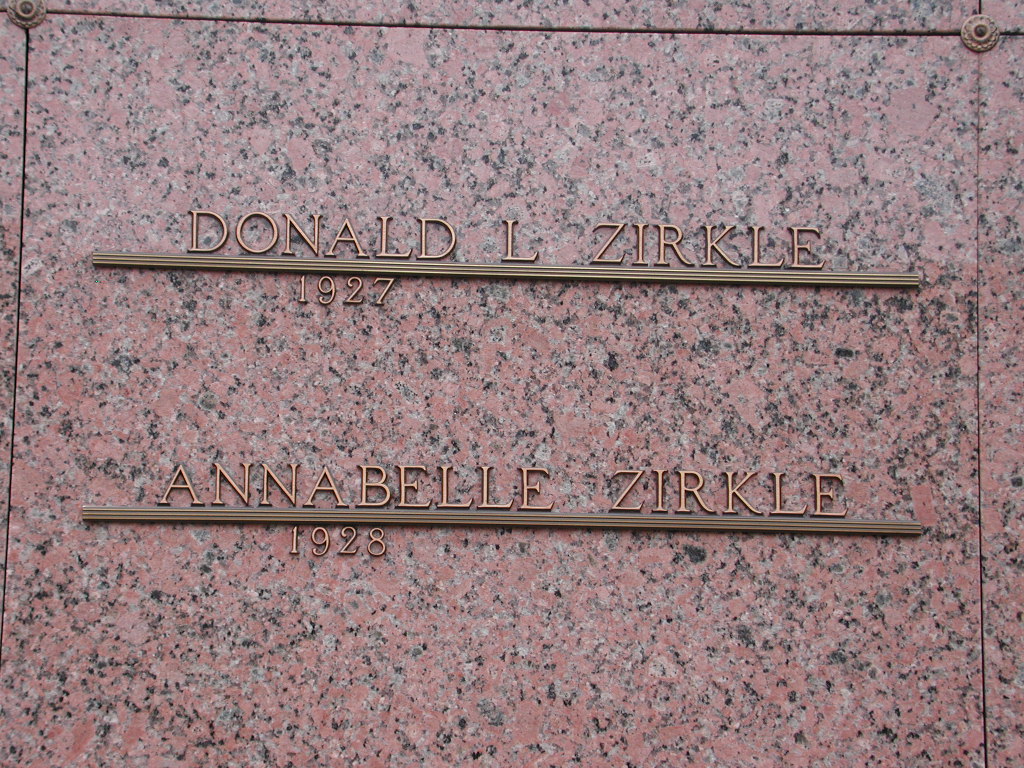 DONALD L ZIRKLE
1927
ANNABELLE ZIRKLE
1928